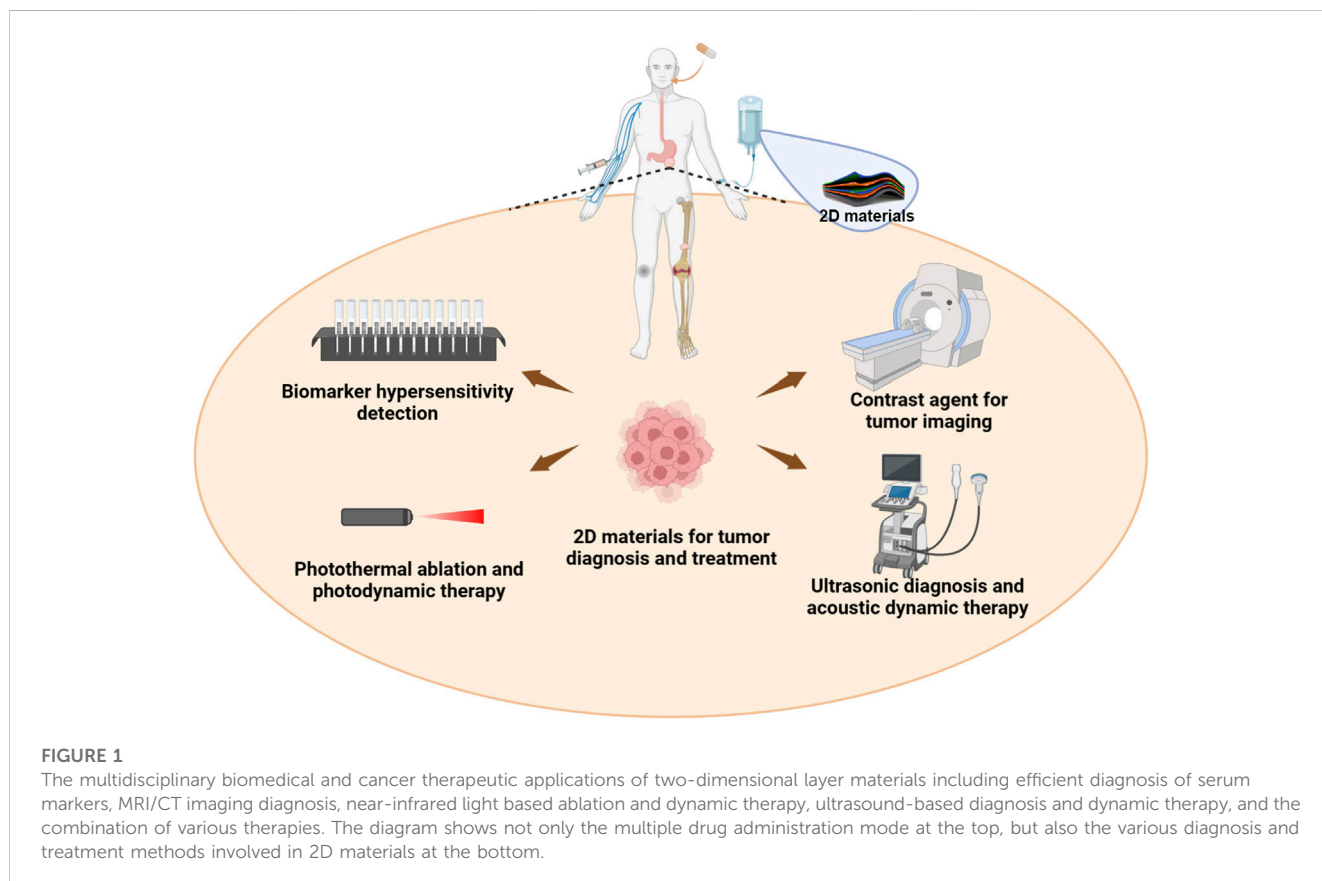 2D materials
Biomarker hypersensitivity
detection
Contrast agent for
tumor imaging
Photothermal ablation and
photodynamic therapy
2D materials for tumor
diagnosis and treatment
Ultrasonic diagnosis and
acoustic dynamic therapy
FIGURE 1
The multidisciplinary biomedical and cancer therapeutic applications of two-dimensional layer materials including efficient diagnosis of serum
markers, MRI/CT imaging diagnosis, near-infrared light based ablation and dynamic therapy, ultrasound-based diagnosis and dynamic therapy, and the
combination of various therapies. The diagram shows not only the multiple drug administration mode at the top, but also the various diagnosis and
treatment methods involved in 2D materials at the bottom.